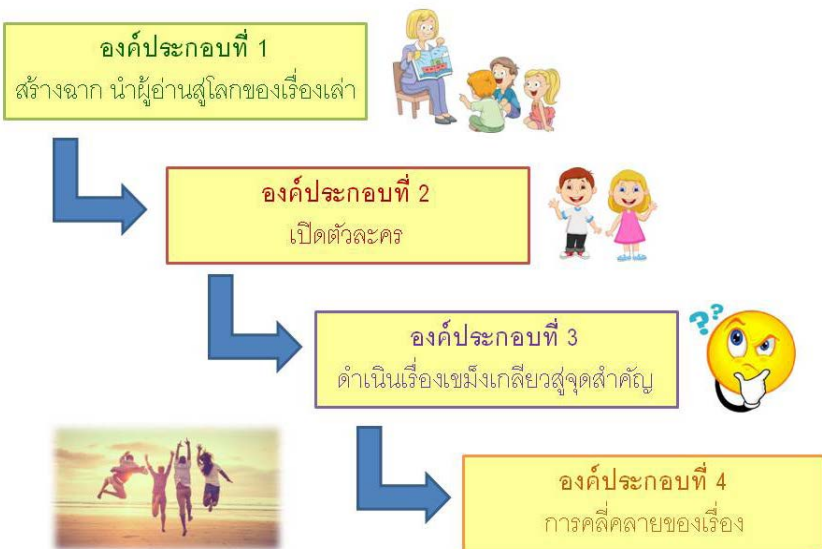 องค์ประกอบที่ 1
สร้างฉาก นำผู้อ่านสู่โลกของเรื่องเล่า
องค์ประกอบที่ 2
เปิดตัวละคร
??
องค์ประกอบที่ 3
ดำเนินเรื่องเขม็งเกลียวสู่จุดสำคัญ
องค์ประกอบที่ 4
การคลี่คลายของเรื่อง